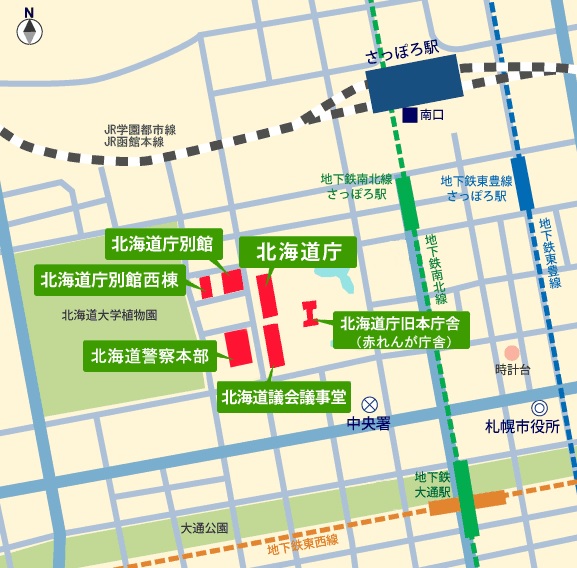 N
さっぽろ駅
南口
JR学園都市線
JR函館本線
地下鉄南北線
さっぽろ駅
地下鉄東豊線
さっぽろ駅
地下鉄南北線
地下鉄東豊線
北海道庁別館
北海道庁
北海道庁別館西棟
北海道大学植物園
北海道庁旧本庁舎
（赤れんが庁舎）
北海道警察本部
時計台
北海道議会議事堂
中央署
札幌市役所
地下鉄
大通駅
大通公園
地下鉄東西線